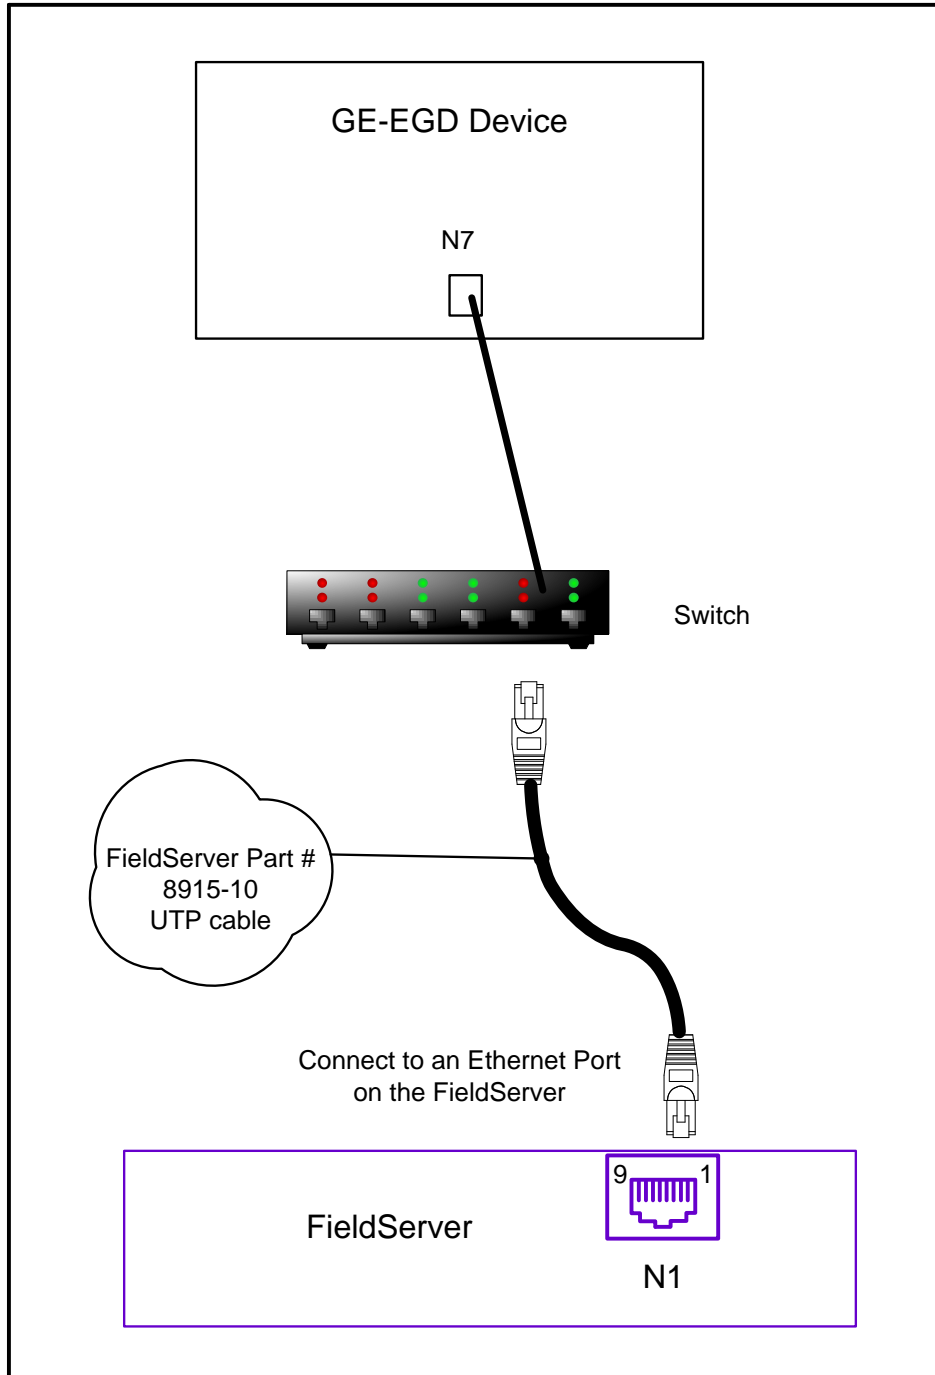 GE-EGD Device
N7
Switch
FieldServer Part #
8915-10
UTP cable
Connect to an Ethernet Port
on the FieldServer
9 1
FieldServer
N1